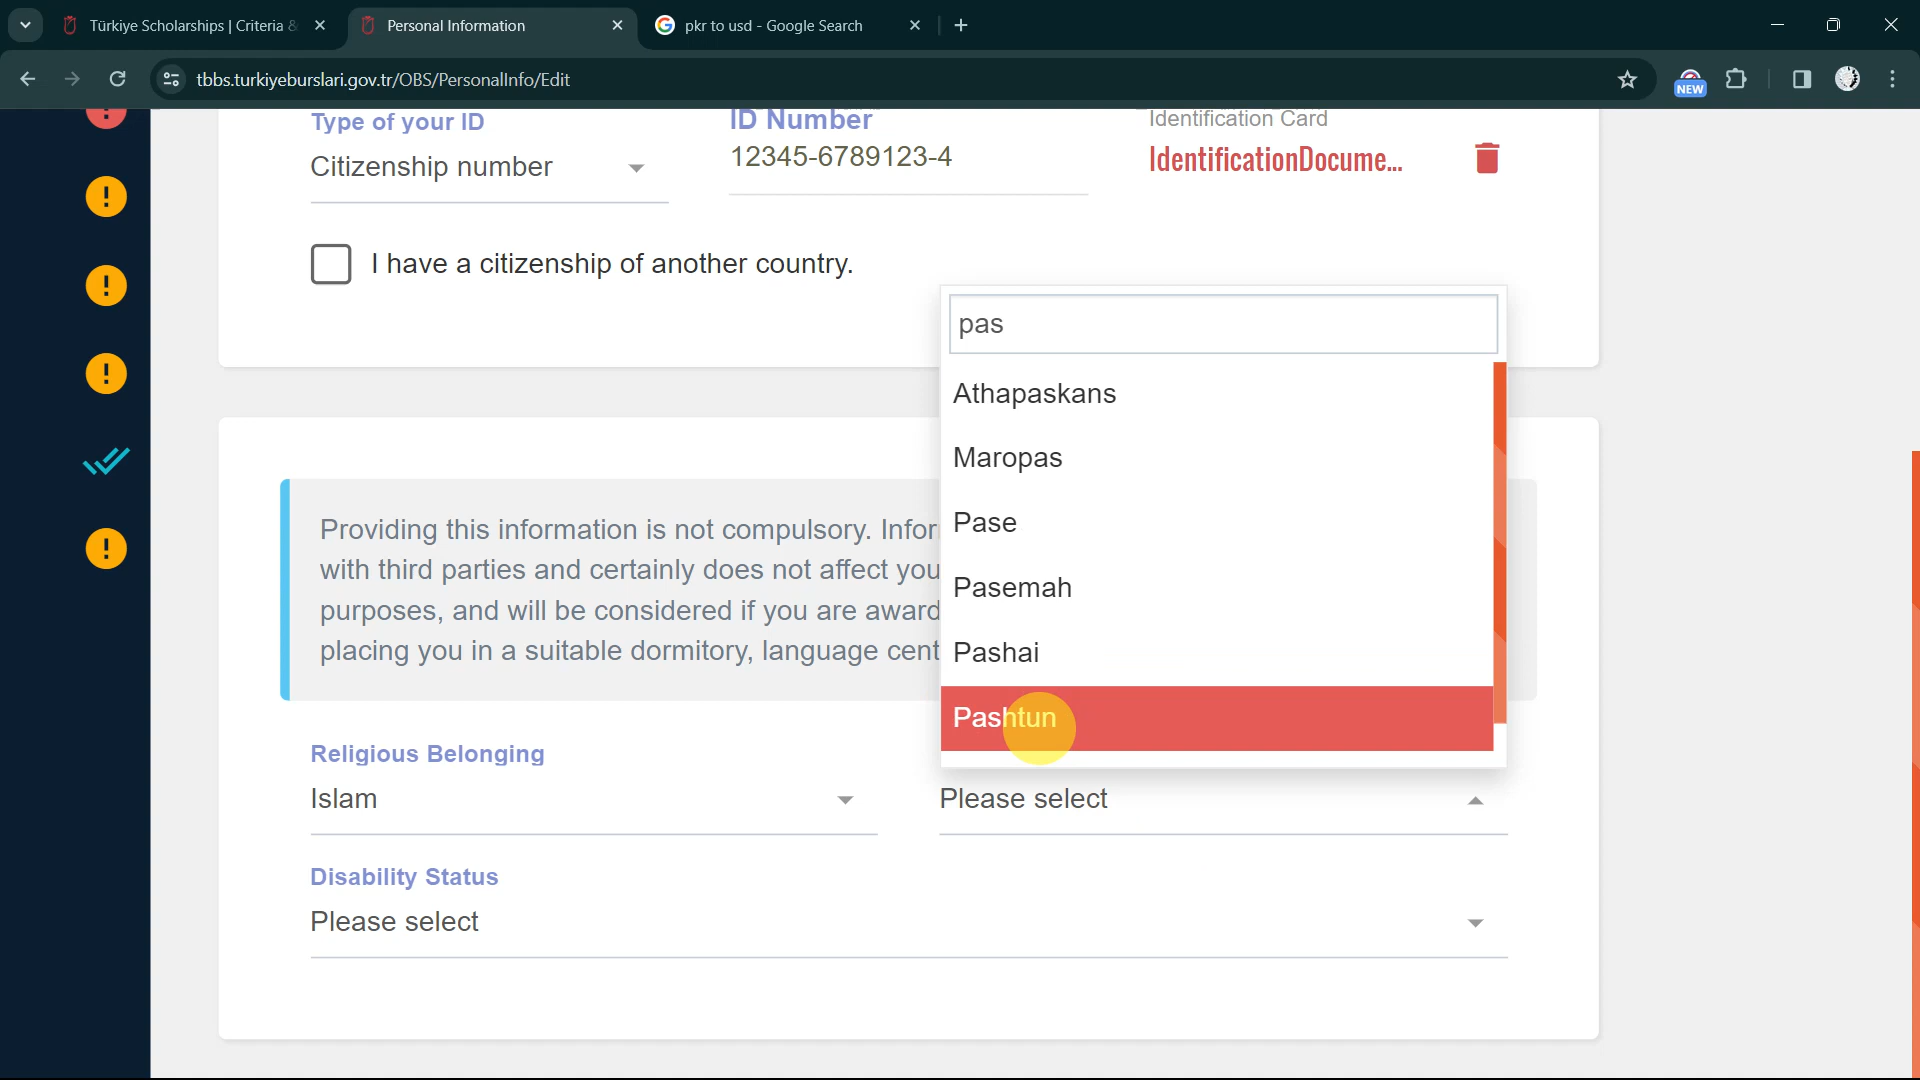 Türkiye Scholarships | Criteria &
Personal Information
pkr to usd - Google Search
tbbs.turkiyeburslari.gov.tr/OBS/PersonalInfo/Edit
NEW
Type of your ID
Citizenship number
ID Number
12345-6789123-4
Identification Card
IdentificationDocume...
I have a citizenship of another country.
pas
Athapaskans
Maropas
Pase
Pasemah
Pashai
Pashtun
Providing this information is not compulsory. Infor
with third parties and certainly does not affect you
purposes, and will be considered if you are award
placing you in a suitable dormitory, language cent
Religious Belonging
Islam
Please select
Disability Status
Please select